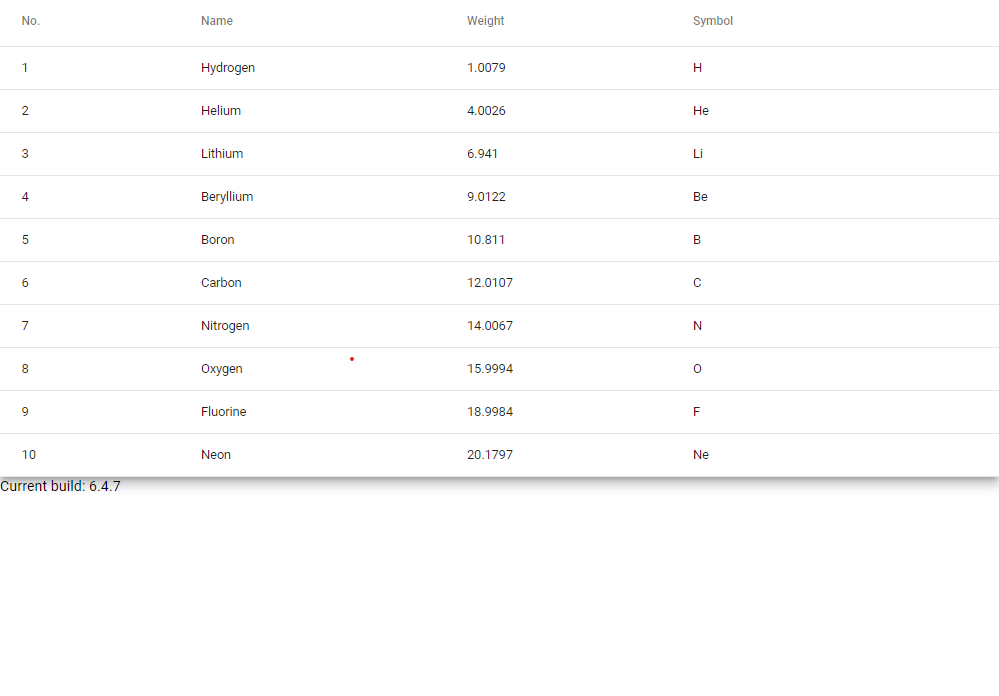 No. Name Weight Symbol
1 Hydrogen 1.0079 H
2 Helium 4.0026 He
3 Lithium 6.941 Li
4 Beryllium 9.0122 Be
5 Boron 10.811 B
6 Carbon 12.0107 C
7 Nitrogen 14.0067 N
8 Oxygen 15.9994 O
9 Fluorine 18.9984 F
10 Neon 20.1797 Ne
Current build: 6.4.7